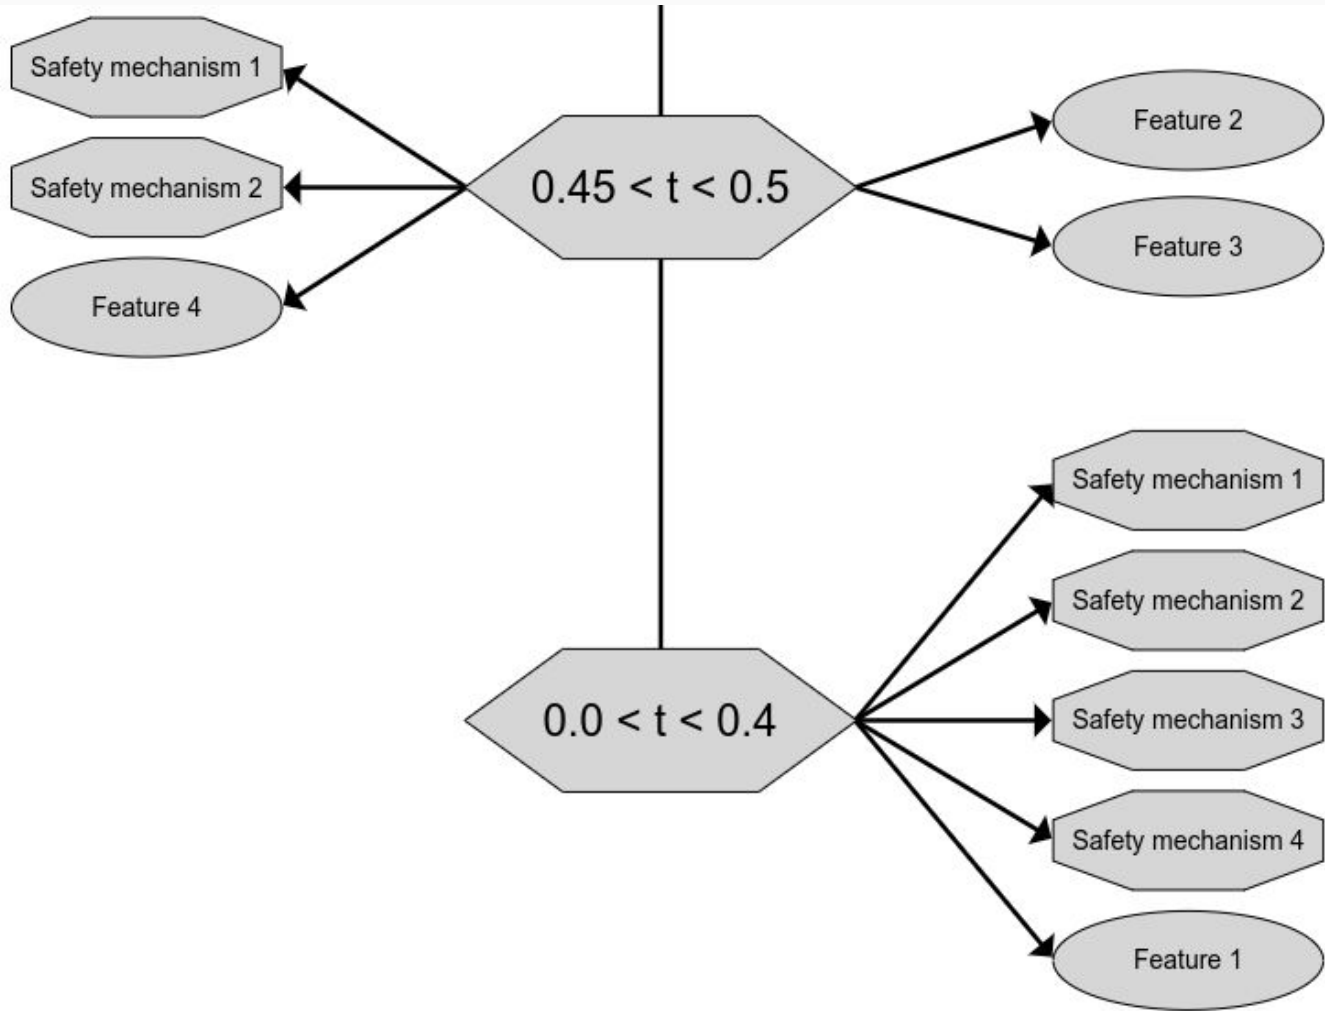 Safety mechanism 1
Safety mechanism 2
Feature 4
0.45 < t < 0.5
Feature 2
Feature 3
0.0 < t < 0.4
Safety mechanism 1
Safety mechanism 2
Safety mechanism 3
Safety mechanism 4
Feature 1